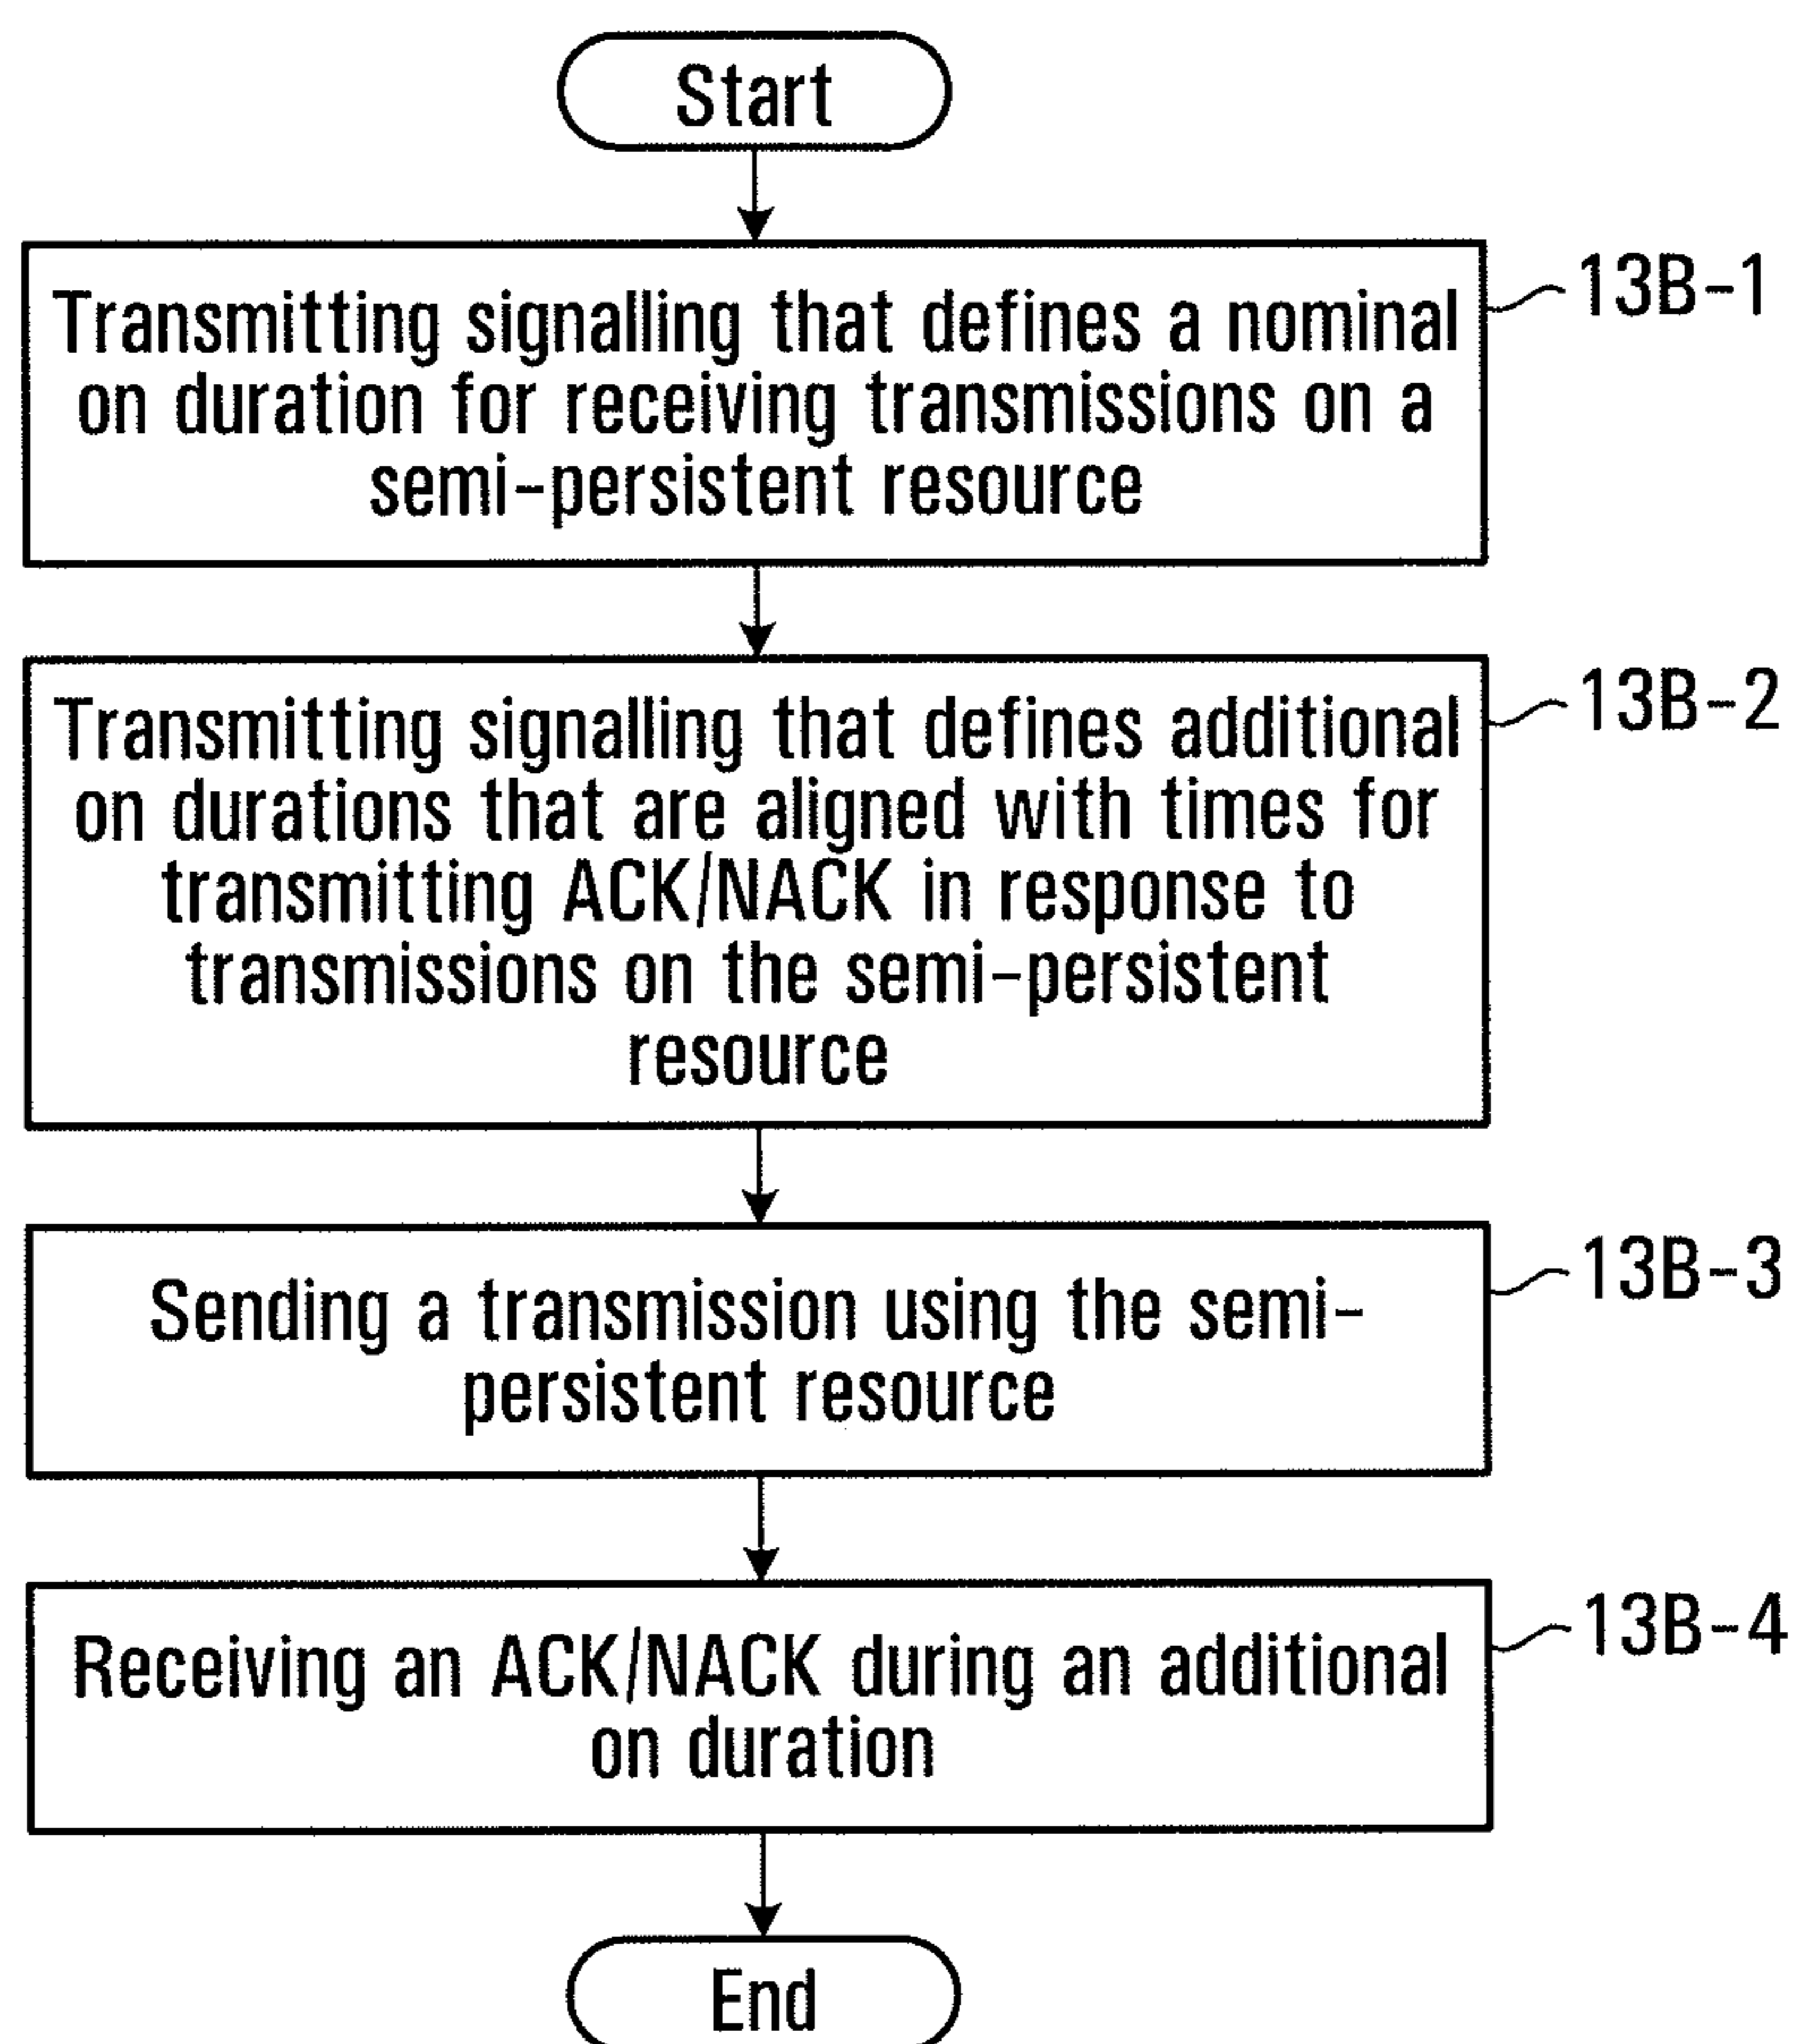 Start
Transmitting signalling that defines a nominal
on duration for receiving transmissions on a
semi-persistent resource
13B-1
Transmitting signalling that defines additional
on durations that are aligned with times for
transmitting ACK/NACK in response to
transmissions on the semi-persistent
resource
13B-2
Sending a transmission using the semi-
persistent resource
13B-3
Receiving an ACK/NACK during an additional
on duration
13B-4
End